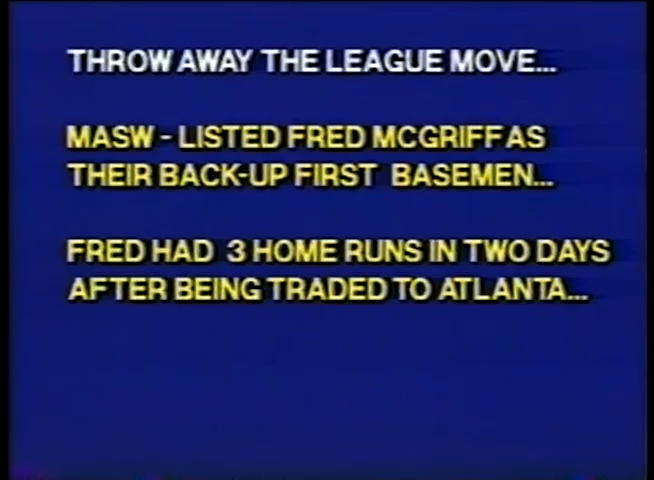 THROW AWAY THE LEAGUE MOVE...
MASW - LISTED FRED MCGRIFF AS
THEIR BACK-UP FIRST BASEMEN...
FRED HAD 3 HOME RUNS IN TWO DAYS
AFTER BEING TRADED TO ATLANTA...